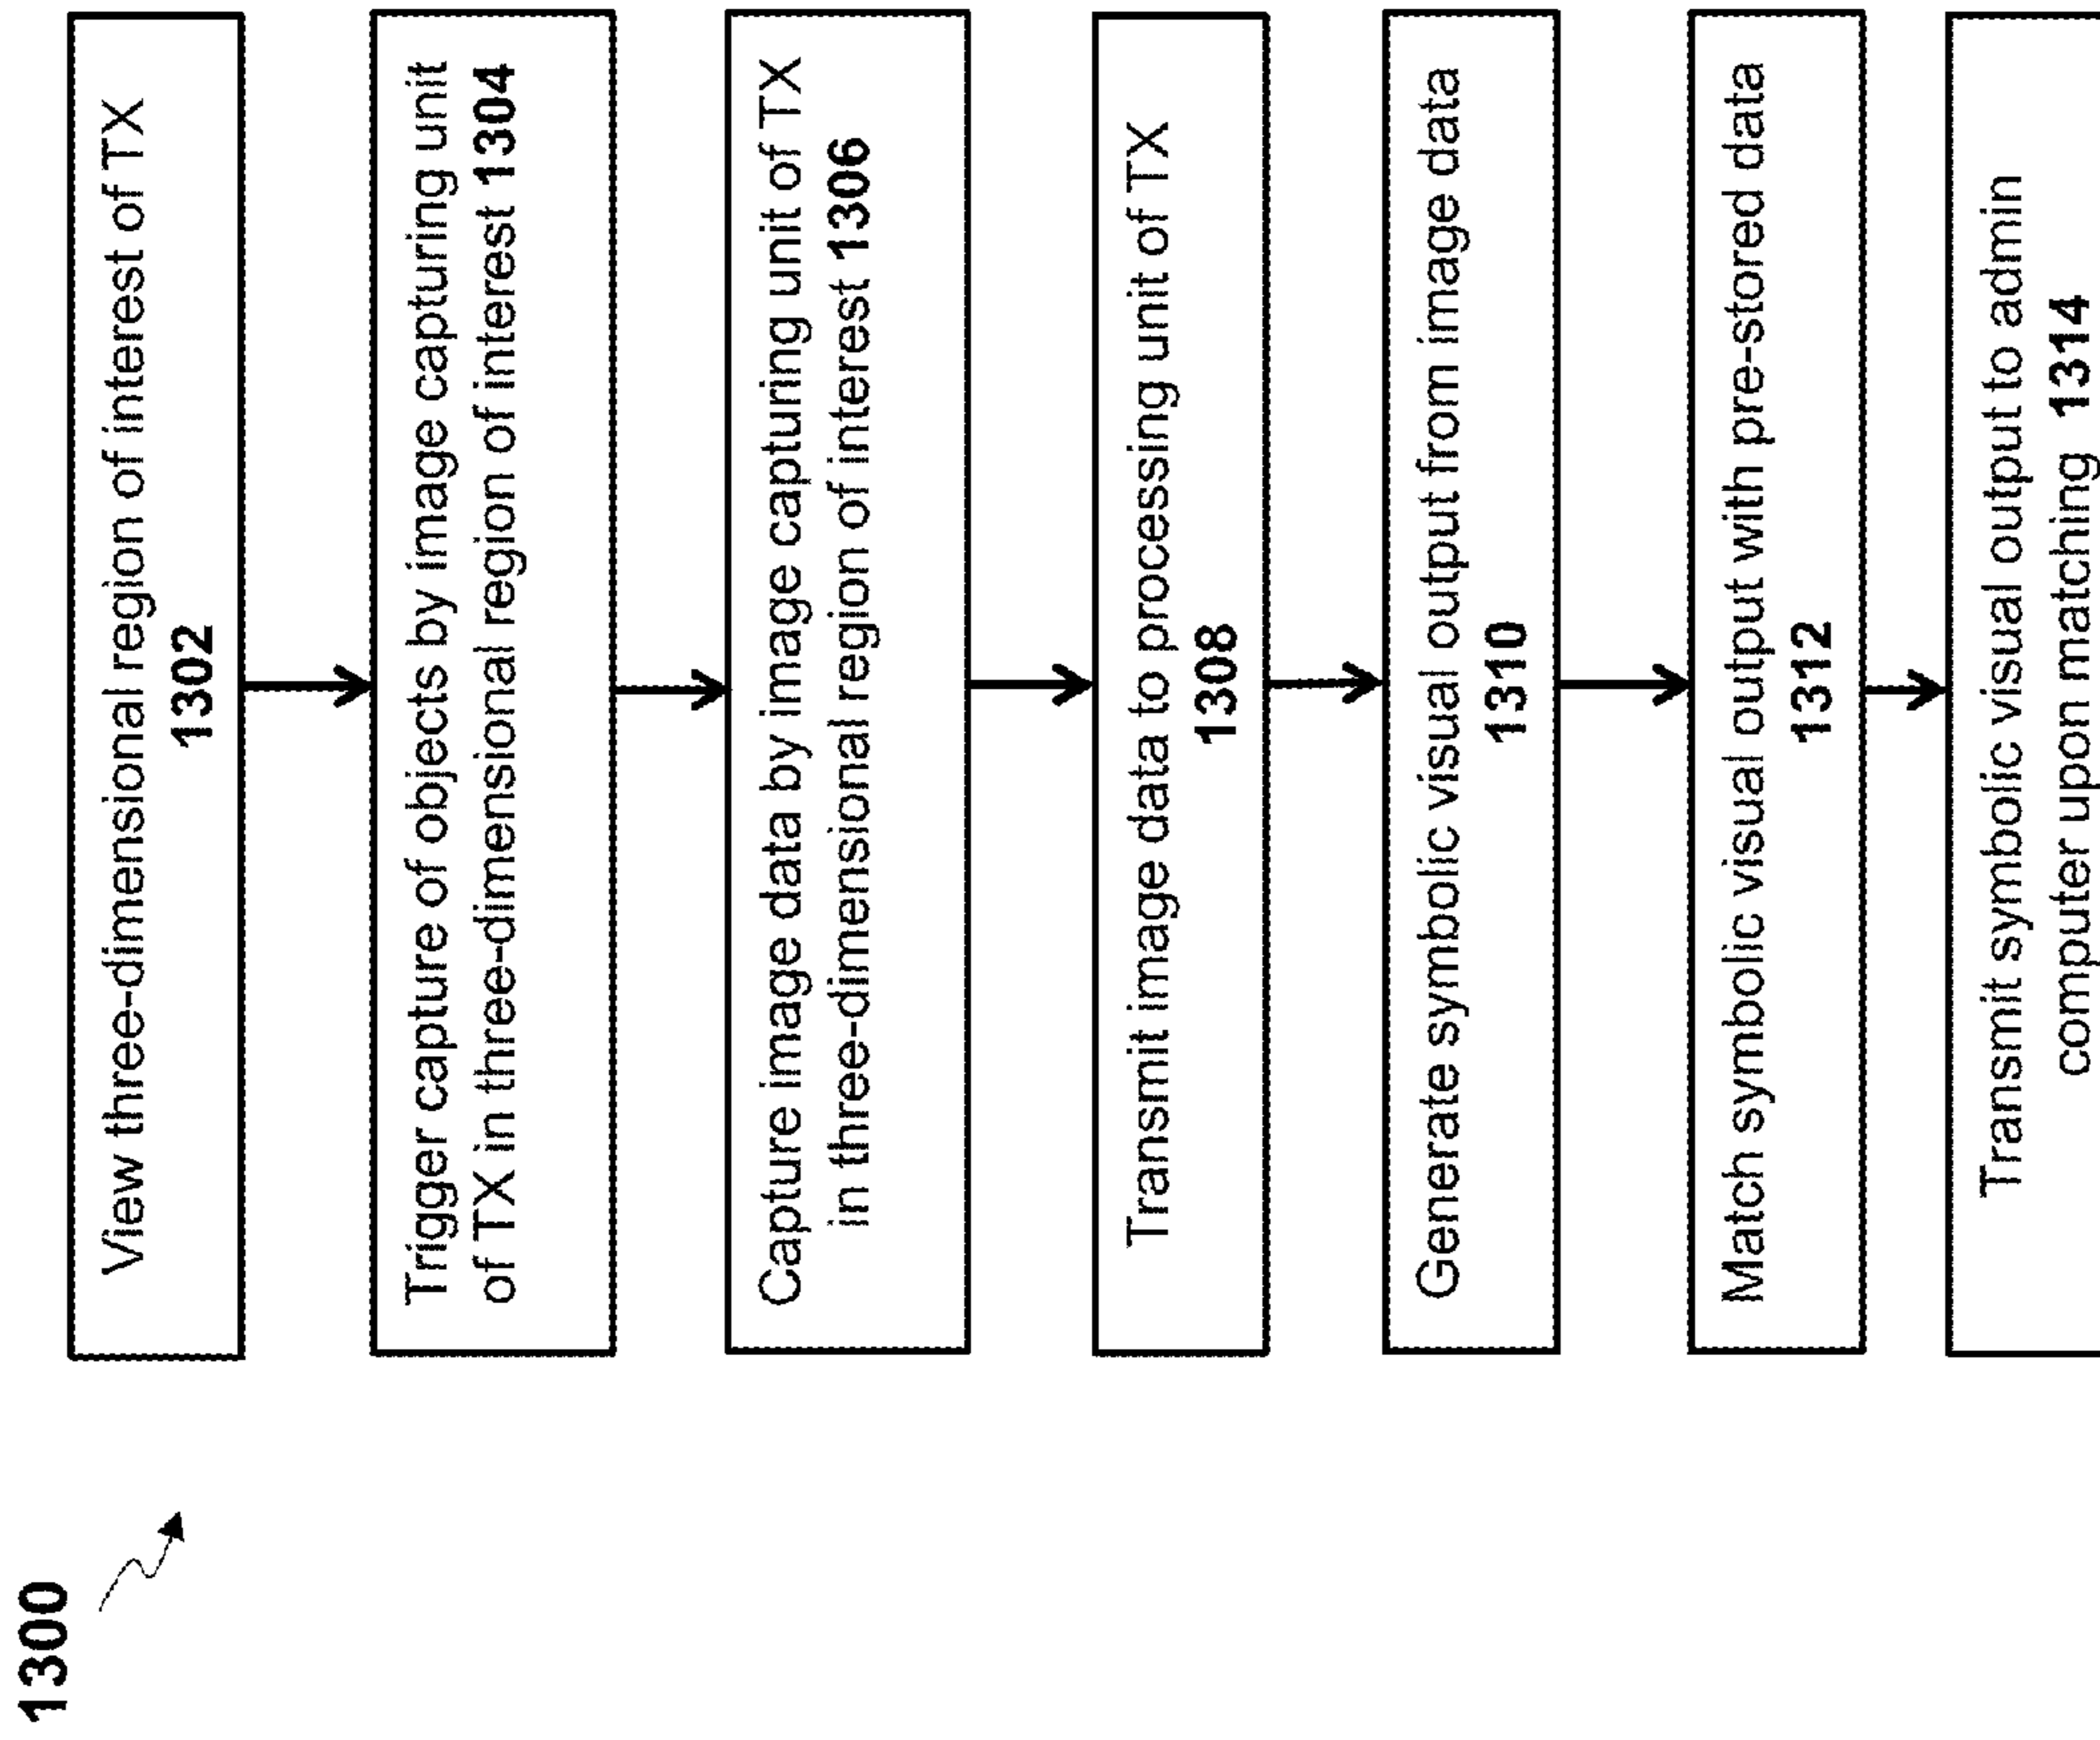 1300
View three-dimensional region of interest of TX
1302
Trigger capture of objects by image capturing unit
of TX in three-dimensional region of interest 1304
Capture image data by image capturing unit of TX
in three-dimensional region of interest 1306
Transmit image data to processing unit of TX
1308
Generate symbolic visual output from image data
1310
Match symbolic visual output with pre-stored data
1312
Transmit symbolic visual output to admin
computer upon matching 1314